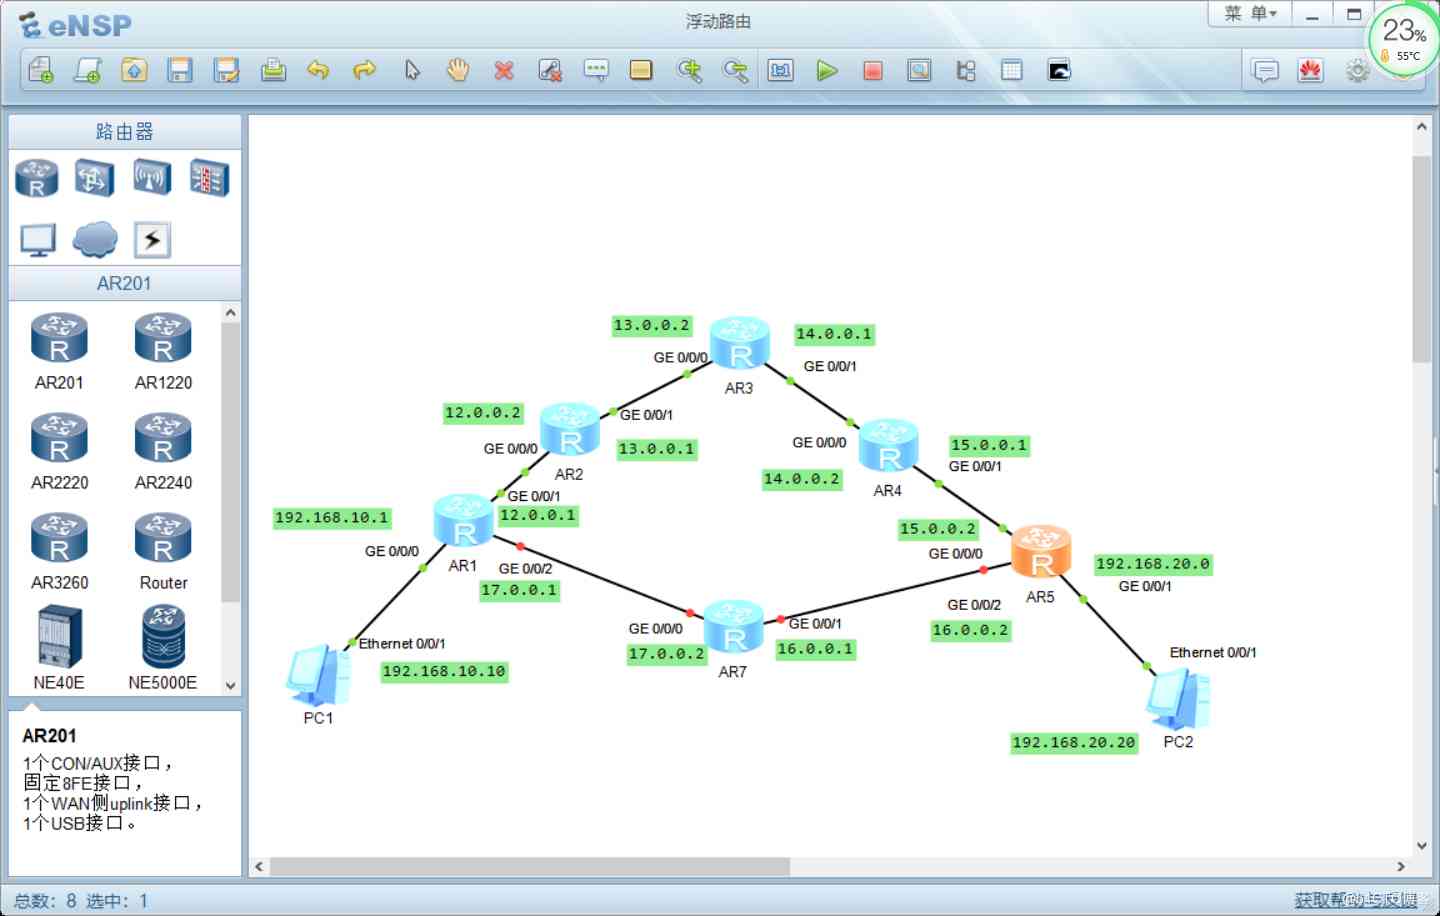 eNSP
浮动路由
菜 单
23%
55℃
路由器
AR201
AR201
AR1220
AR2220
AR2240
AR3260
Router
NE40E
NE5000E
AR201
1个CON/AUX接口,
固定8FE接口,
1个WAN侧uplink接口,
1个USB接口。
13.0.0.2
14.0.0.1
GE 0/0/0
GE 0/0/1
AR3
12.0.0.2
GE 0/0/1
GE 0/0/0
13.0.0.1
AR2
GE 0/0/0
15.0.0.1
GE 0/0/1
14.0.0.2
AR4
GE 0/0/1
192.168.10.1
12.0.0.1
15.0.0.2
GE 0/0/0
AR1
GE 0/0/2
17.0.0.1
GE 0/0/0
192.168.20.0
GE 0/0/1
AR5
GE 0/0/2
16.0.0.2
GE 0/0/0
GE 0/0/1
17.0.0.2
16.0.0.1
AR7
Ethernet 0/0/1
192.168.10.10
PC1
Ethernet 0/0/1
192.168.20.20
PC2
总数: 8 选中: 1
获取帮助与反馈